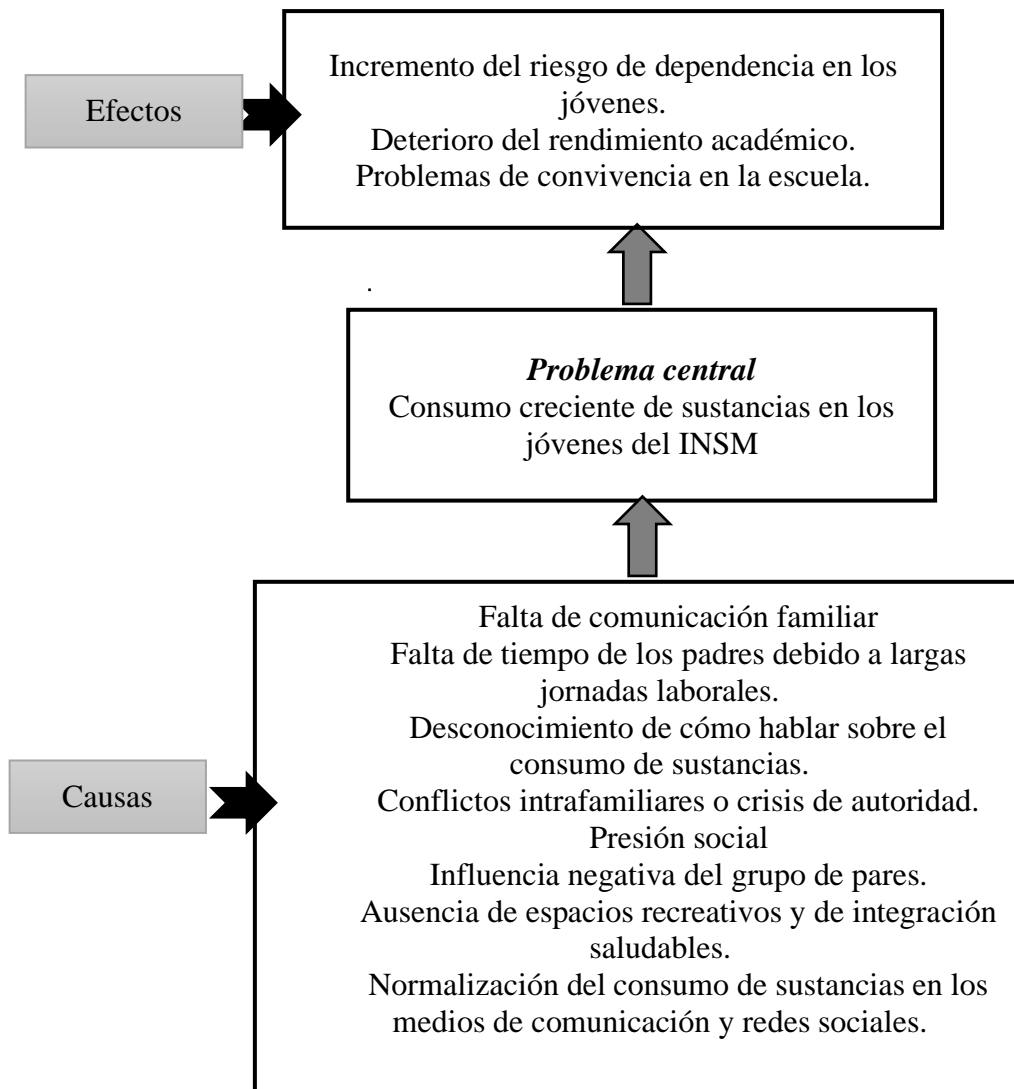 Efectos
Incremento del riesgo de dependencia en los
jóvenes.
Deterioro del rendimiento académico.
Problemas de convivencia en la escuela.
.
Problema central
Consumo creciente de sustancias en los
jóvenes del INSM
Causas
Falta de comunicación familiar
Falta de tiempo de los padres debido a largas
jornadas laborales.
Desconocimiento de cómo hablar sobre el
consumo de sustancias.
Conflictos intrafamiliares o crisis de autoridad.
Presión social
Influencia negativa del grupo de pares.
Ausencia de espacios recreativos y de integración
saludables.
Normalización del consumo de sustancias en los
medios de comunicación y redes sociales.